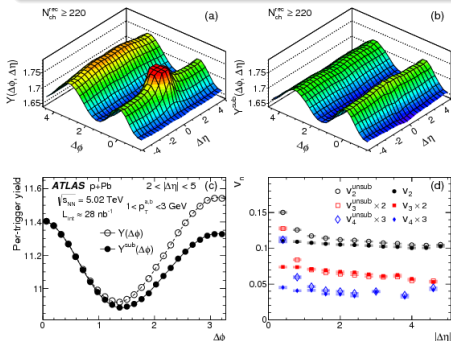 N_ch^rec ≥ 220 (a)
Y(Δϕ, Δη)
1.75
1.7
1.65
4
2
0
Δϕ
-4
-2
0
2
4
Δη
N_ch^rec ≥ 220 (b)
Y^sub(Δϕ, Δη)
1.75
1.7
1.65
4
2
0
Δϕ
-4
-2
0
2
4
Δη
Per-trigger yield
11.6
11.4
11.2
11
ATLAS p+Pb 2 < |Δη| < 5 (c)
√s_NN = 5.02 TeV 1 < p_T^a,b < 3 GeV
L_int ≈ 28 nb^-1
Y(Δϕ)
Y^sub(Δϕ)
0
1
2
3
Δϕ
v_n
0.15
0.1
0.05
0
(d)
v_2^unsub v_2
v_3^unsub × 2 v_3 × 2
v_4^unsub × 3 v_4 × 3
0
2
4
|Δη|